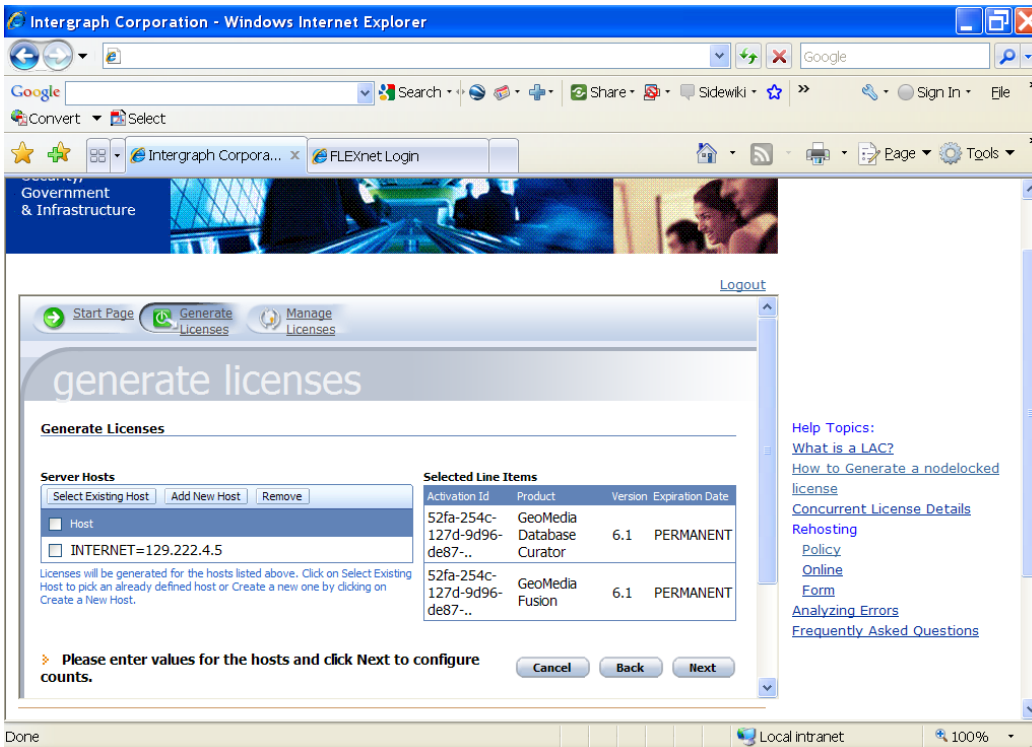 Intergraph Corporation - Windows Internet Explorer
Google
Google Search Share Sidewiki >> Sign In File
Convert Select
Intergraph Corpora... x FLEXnet Login Page Tools
Security,
Government
& Infrastructure
Logout
Start Page Generate Licenses Manage Licenses
generate licenses
Generate Licenses
Server Hosts
Select Existing Host Add New Host Remove
Host
INTERNET=129.222.4.5
Licenses will be generated for the hosts listed above. Click on Select Existing
Host to pick an already defined host or Create a new one by clicking on
Create a New Host.
Selected Line Items
Activation Id Product Version Expiration Date
52fa-254c-
127d-9d96-
de87-..
GeoMedia
Database
Curator
6.1 PERMANENT
52fa-254c-
127d-9d96-
de87-..
GeoMedia
Fusion
6.1 PERMANENT
Please enter values for the hosts and click Next to configure
counts.
Cancel Back Next
Help Topics:
What is a LAC?
How to Generate a nodelocked
license
Concurrent License Details
Rehosting
Policy
Online
Form
Analyzing Errors
Frequently Asked Questions
Done Local intranet 100%